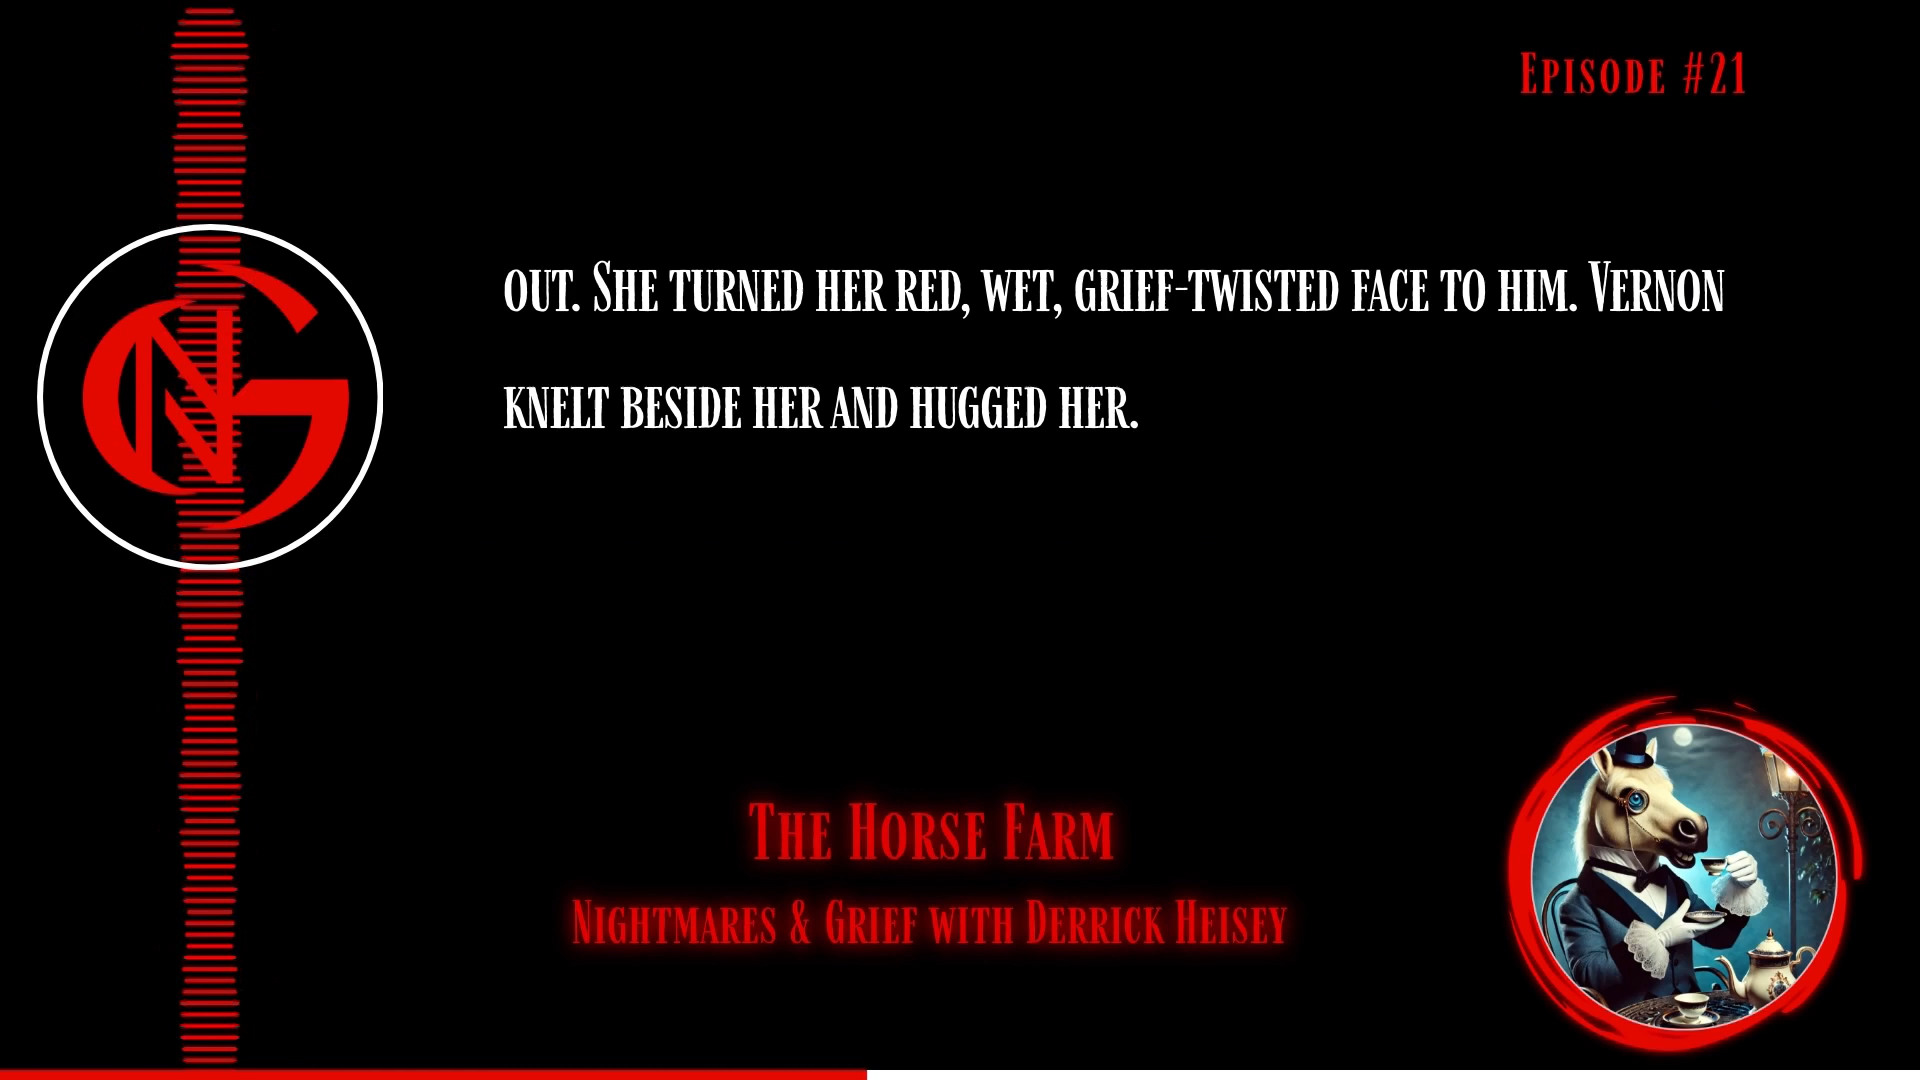 Episode #21
out. She turned her red, wet, grief-twisted face to him. Vernon
knelt beside her and hugged her.
NG
The Horse Farm
Nightmares & Grief with Derrick Heisey